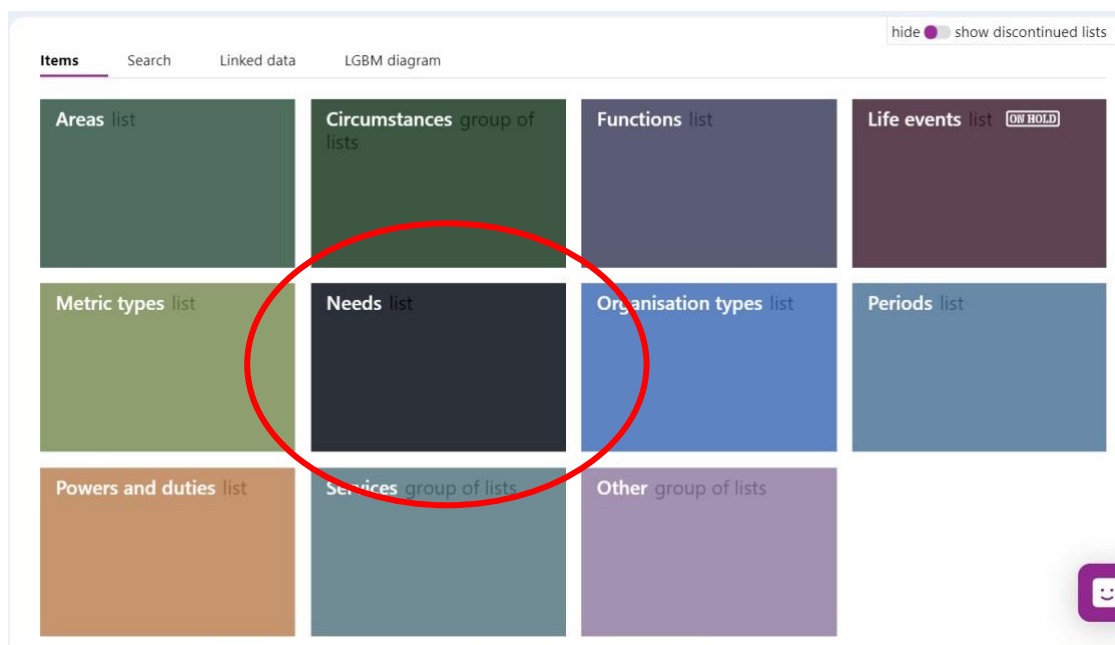 hide show discontinued lists
Items Search Linked data LGBM diagram
Areas list
Circumstances group of
lists
Functions list
Life events list ON HOLD
Metric types list
Needs list
Organisation types list
Periods list
Powers and duties list
Services group of lists
Other group of lists